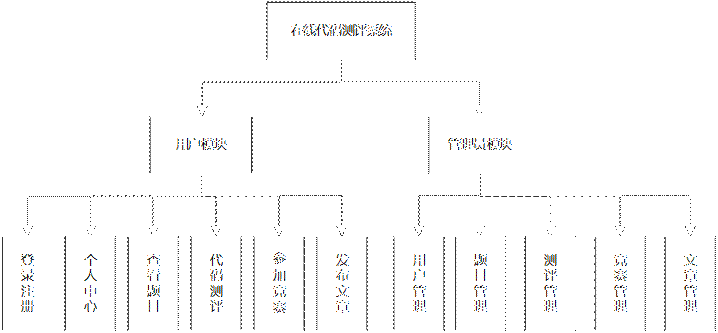 在线代码测评系统
用户模块
管理员模块
登录注册
个人中心
查看题目
代码测评
参加竞赛
发布文章
用户管理
题目管理
测评管理
竞赛管理
文章管理